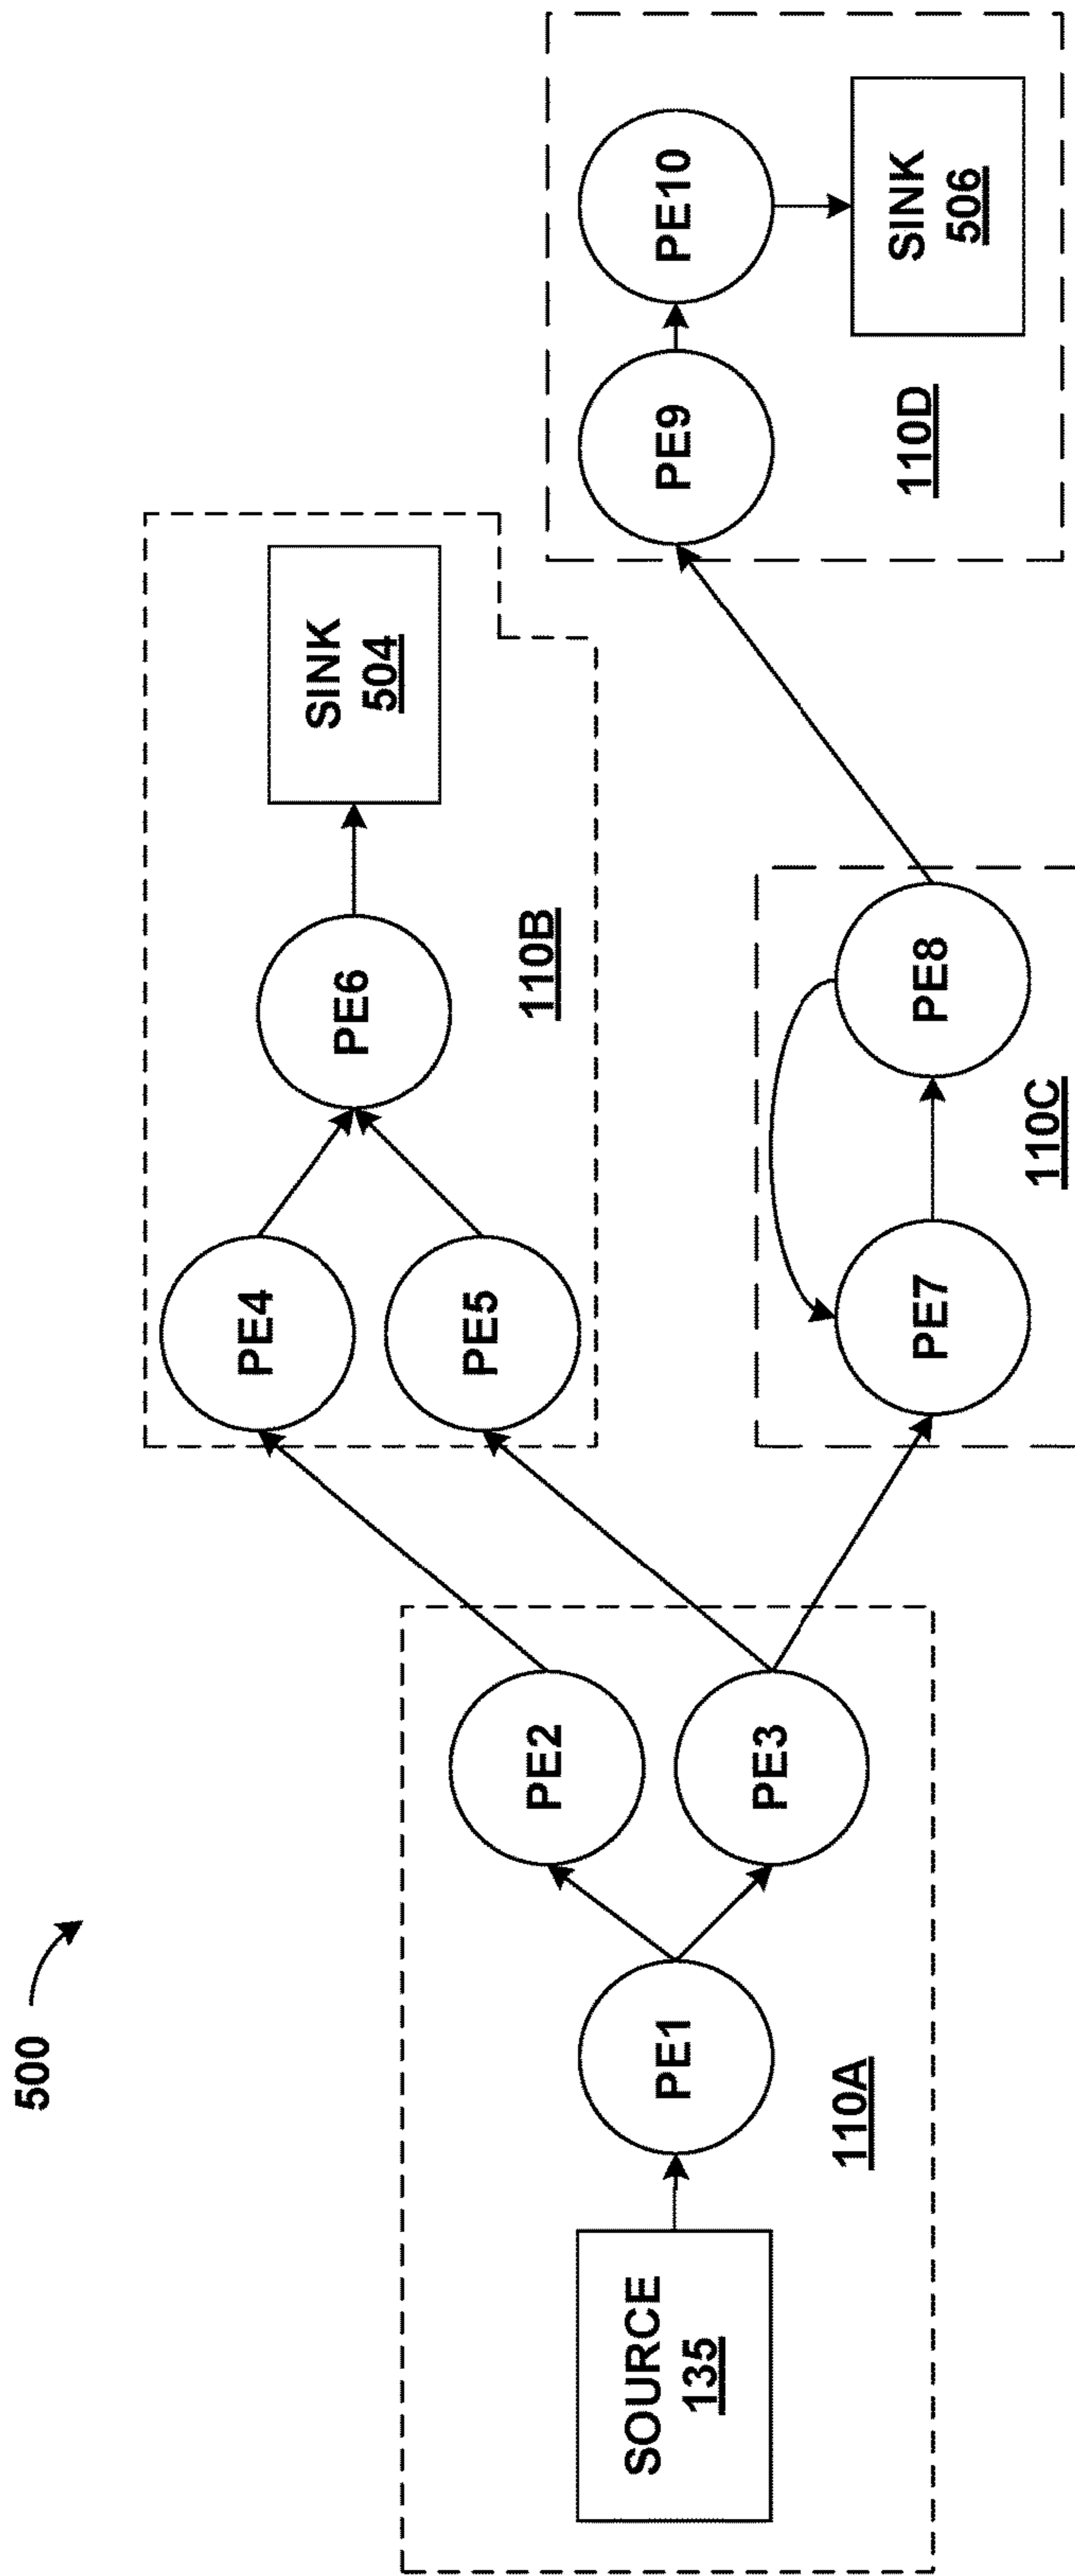 500
SOURCE
135
PE1
PE2
PE3
110A
PE4
PE5
PE6
SINK
504
110B
PE7
PE8
110C
PE9
PE10
SINK
506
110D